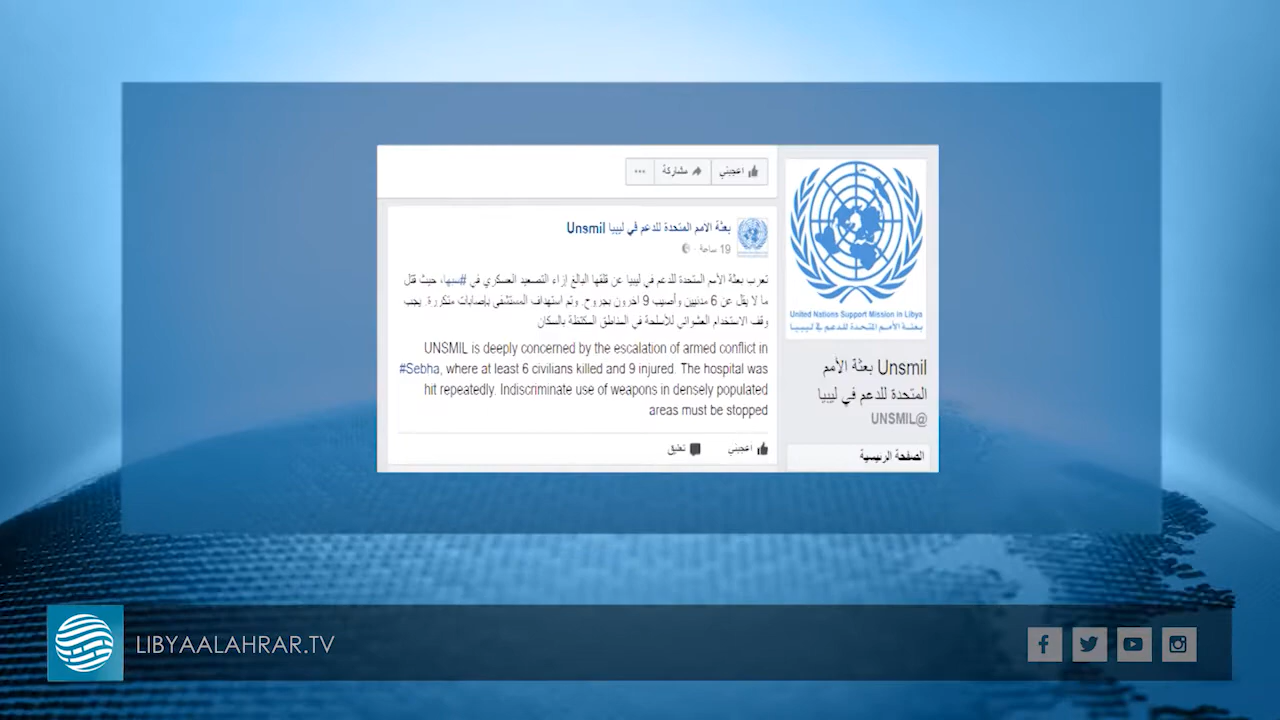 اعجبني
مشاركة
بعثة الامم المتحدة للدعم في ليبيا Unsmil
19 ساعة
تعرب بعثة الأمم المتحدة للدعم في ليبيا عن قلقها البالغ إزاء التصعيد العسكري في #سبها، حيث قتل
ما لا يقل عن 6 مدنيين وأصيب 9 اخرون بجروح. وتم استهداف المستشفى بإصابات متكررة. يجب
وقف الاستخدام العشوائي للأسلحة في المناطق المكتظة بالسكان
UNSMIL is deeply concerned by the escalation of armed conflict in
#Sebha, where at least 6 civilians killed and 9 injured. The hospital was
hit repeatedly. Indiscriminate use of weapons in densely populated
areas must be stopped
اعجبني
تعليق
United Nations Support Mission in Libya
بعثة الأمم المتحدة للدعم في ليبيا
Unsmil بعثة الأمم
المتحدة للدعم في ليبيا
@UNSMIL
الصفحة الرئيسية
LIBYAALAHRAR.TV